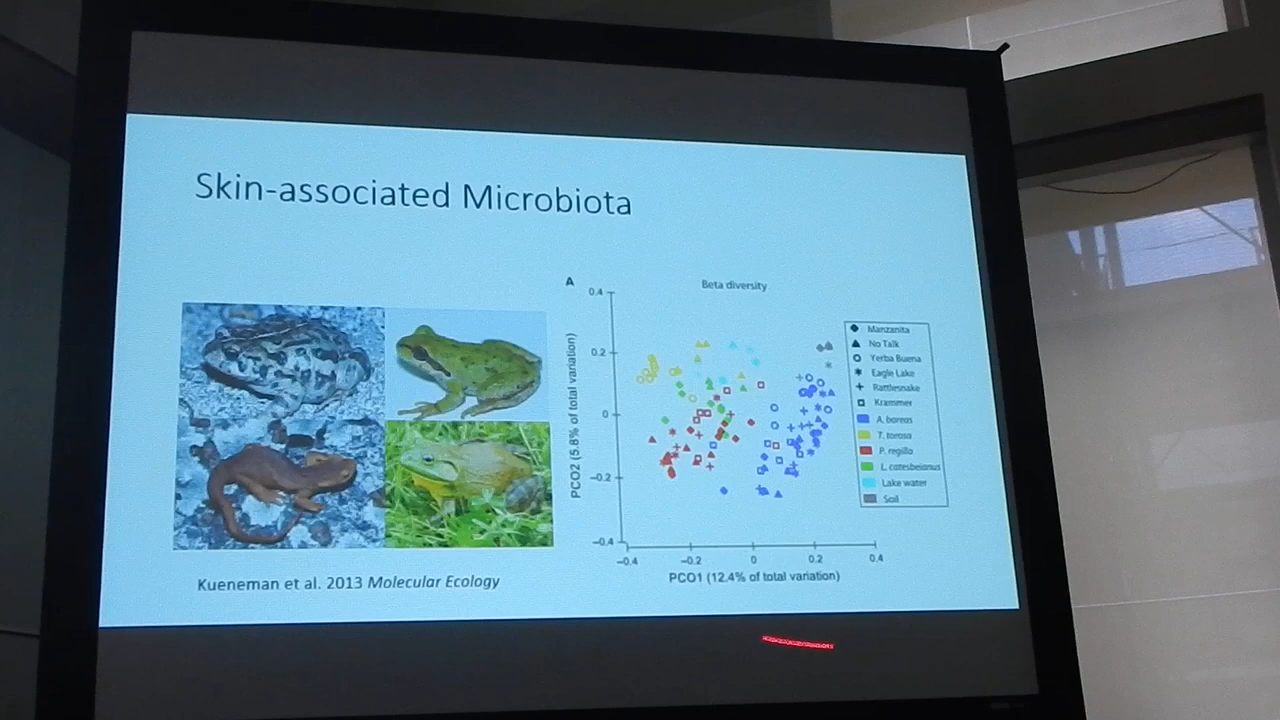 Skin-associated Microbiota
A
Beta diversity
0.4
0.2
0
−0.2
−0.4
PCO2 (5.8% of total variation)
−0.4
−0.2
0
0.2
0.4
PCO1 (12.4% of total variation)
Manzanita
No Talk
Yerba Buena
Eagle Lake
Rattlesnake
Krammer
A. boreas
T. torosa
P. regilla
L. catesbeianus
Lake water
Soil
Kueneman et al. 2013 Molecular Ecology